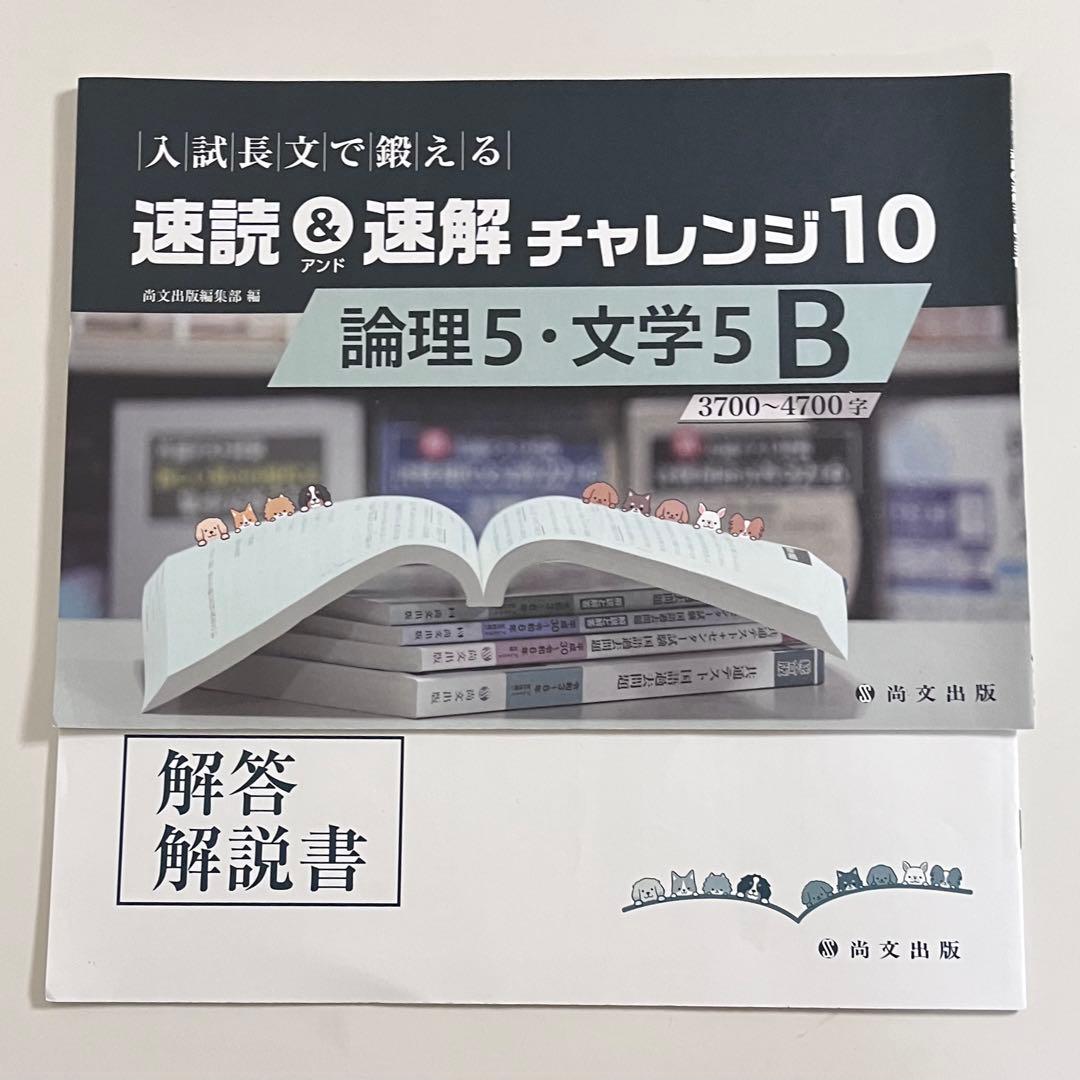 入試長文で鍛える
速読&速解 チャレンジ10
アンド
尚文出版編集部 編
論理5・文学5 B
3700〜4700字
尚文出版
解答
解説書
尚文出版